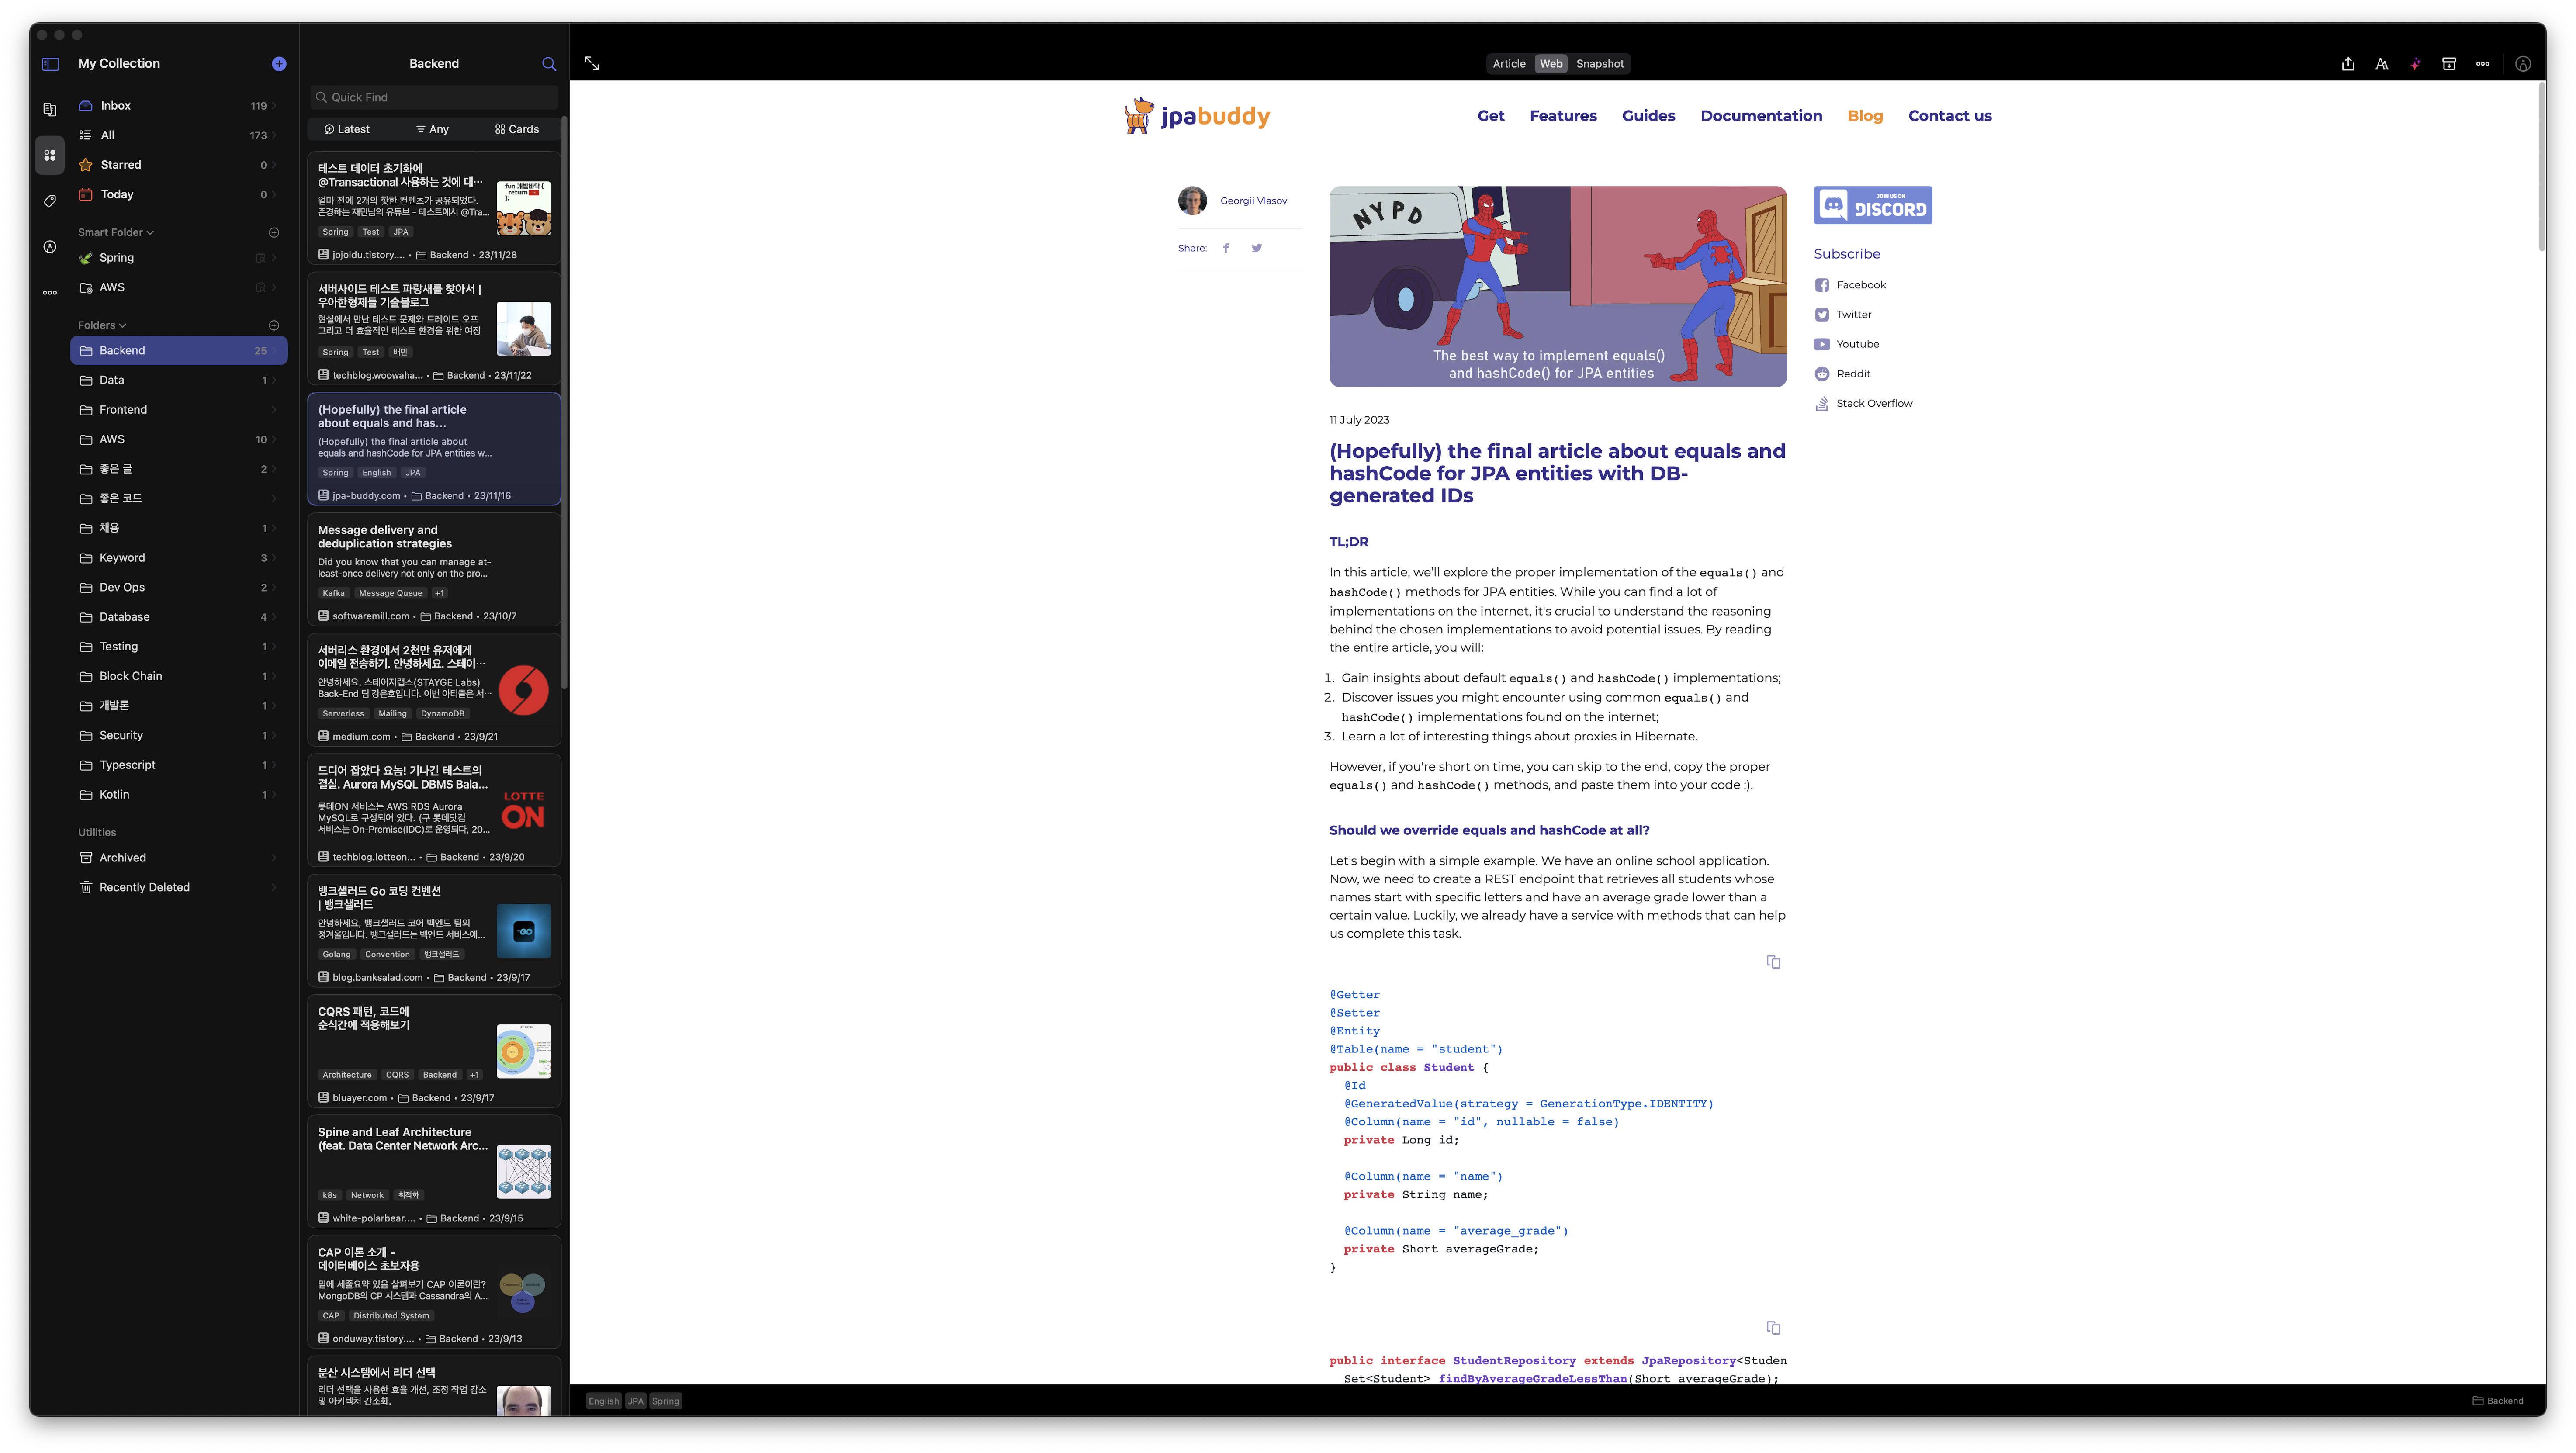 My Collection
Inbox 119
All 173
Starred 0
Today 0
Smart Folder
Spring
AWS
Folders
Backend 25
Data 1
Frontend
AWS 10
좋은 글 2
좋은 코드
채용 1
Keyword 3
Dev Ops 2
Database 4
Testing 1
Block Chain 1
개발론 1
Security 1
Typescript 1
Kotlin 1
Utilities
Archived
Recently Deleted
Backend
Quick Find
Latest Any Cards
테스트 데이터 초기화에
@Transactional 사용하는 것에 대…
얼마 전에 2개의 핫한 컨텐츠가 공유되었다.
존경하는 재민님의 유튜브 - 테스트에서 @Tra...
fun 개발바닥 {
return
};
Spring Test JPA
jojoldu.tistory.... • Backend • 23/11/28
서버사이드 테스트 파랑새를 찾아서 |
우아한형제들 기술블로그
현실에서 만난 테스트 문제와 트레이드 오프
그리고 더 효율적인 테스트 환경을 위한 여정
Spring Test 배민
techblog.woowaha... • Backend • 23/11/22
(Hopefully) the final article
about equals and has...
(Hopefully) the final article about
equals and hashCode for JPA entities w...
Spring English JPA
jpa-buddy.com • Backend • 23/11/16
Message delivery and
deduplication strategies
Did you know that you can manage at-
least-once delivery not only on the pro...
Kafka Message Queue +1
softwaremill.com • Backend • 23/10/7
서버리스 환경에서 2천만 유저에게
이메일 전송하기. 안녕하세요. 스테이…
안녕하세요. 스테이지랩스(STAYGE Labs)
Back-End 팀 강은호입니다. 이번 아티클은 서…
Serverless Mailing DynamoDB
medium.com • Backend • 23/9/21
드디어 잡았다 요놈! 기나긴 테스트의
결실. Aurora MySQL DBMS Bala...
롯데ON 서비스는 AWS RDS Aurora
MySQL로 구성되어 있다. (구 롯데닷컴
서비스는 On-Premise(IDC)로 운영되다, 20...
LOTTE
ON
techblog.lotteon... • Backend • 23/9/20
뱅크샐러드 Go 코딩 컨벤션
| 뱅크샐러드
안녕하세요, 뱅크샐러드 코어 백엔드 팀의
정겨울입니다. 뱅크샐러드는 백엔드 서비스에...
GO
Golang Convention 뱅크샐러드
blog.banksalad.com • Backend • 23/9/17
CQRS 패턴, 코드에
순식간에 적용해보기
Architecture CQRS Backend +1
bluayer.com • Backend • 23/9/17
Spine and Leaf Architecture
(feat. Data Center Network Arc...
k8s Network 최적화
white-polarbear.... • Backend • 23/9/15
CAP 이론 소개 -
데이터베이스 초보자용
밑에 세줄요약 있음 살펴보기 CAP 이론이란?
MongoDB의 CP 시스템과 Cassandra의 A...
CAP Distributed System
onduway.tistory.... • Backend • 23/9/13
분산 시스템에서 리더 선택
리더 선택을 사용한 효율 개선, 조정 작업 감소
및 아키텍처 간소화.
Article Web Snapshot
jpabuddy
Get Features Guides Documentation Blog Contact us
Georgii Vlasov
Share:
NYPD
The best way to implement equals()
and hashCode() for JPA entities
JOIN US ON
DISCORD
Subscribe
Facebook
Twitter
Youtube
Reddit
Stack Overflow
11 July 2023
(Hopefully) the final article about equals and
hashCode for JPA entities with DB-
generated IDs
TL;DR
In this article, we'll explore the proper implementation of the equals() and
hashCode() methods for JPA entities. While you can find a lot of
implementations on the internet, it's crucial to understand the reasoning
behind the chosen implementations to avoid potential issues. By reading
the entire article, you will:
1. Gain insights about default equals() and hashCode() implementations;
2. Discover issues you might encounter using common equals() and
hashCode() implementations found on the internet;
3. Learn a lot of interesting things about proxies in Hibernate.
However, if you're short on time, you can skip to the end, copy the proper
equals() and hashCode() methods, and paste them into your code :).
Should we override equals and hashCode at all?
Let's begin with a simple example. We have an online school application.
Now, we need to create a REST endpoint that retrieves all students whose
names start with specific letters and have an average grade lower than a
certain value. Luckily, we already have a service with methods that can help
us complete this task.
@Getter
@Setter
@Entity
@Table(name = "student")
public class Student {
@Id
@GeneratedValue(strategy = GenerationType.IDENTITY)
@Column(name = "id", nullable = false)
private Long id;
@Column(name = "name")
private String name;
@Column(name = "average_grade")
private Short averageGrade;
}
public interface StudentRepository extends JpaRepository<Studen
Set<Student> findByAverageGradeLessThan(Short averageGrade);
English JPA Spring
Backend